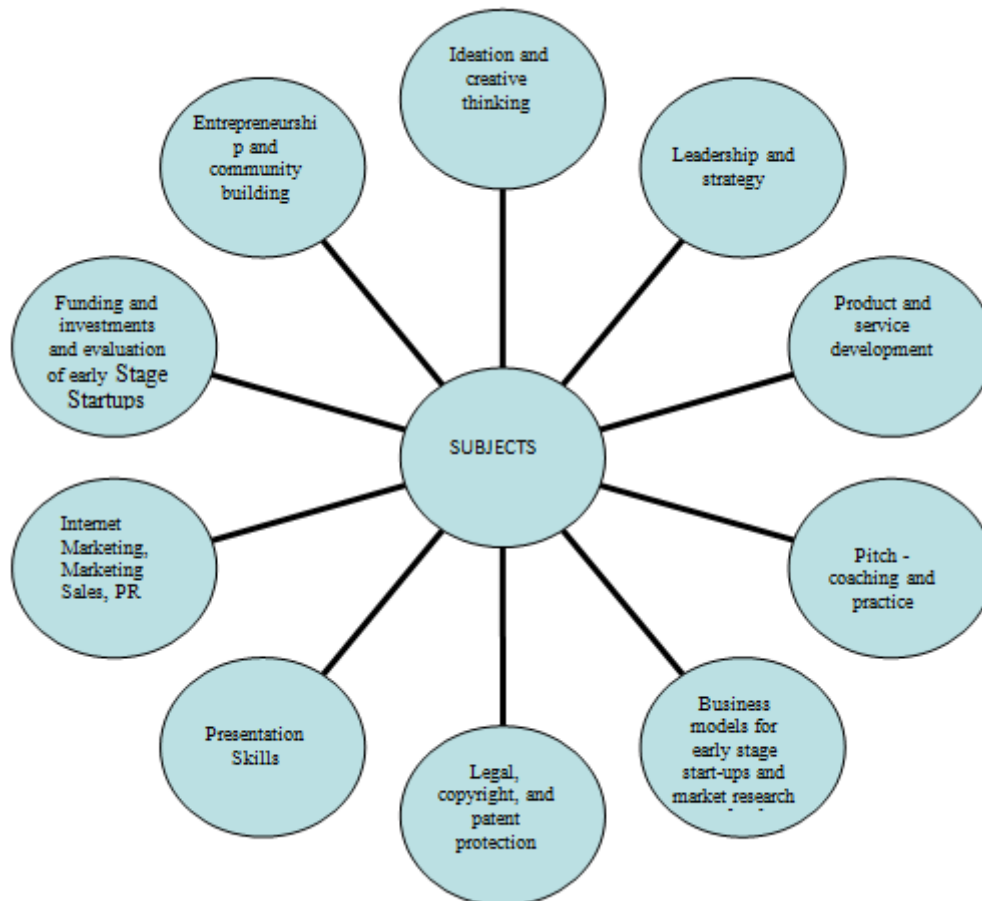 Ideation and
creative
thinking
Leadership and
strategy
Product and
service
development
Pitch -
coaching and
practice
Business
models for
early stage
start-ups and
market research
Legal,
copyright, and
patent
protection
Presentation
Skills
Internet
Marketing,
Marketing
Sales, PR
Funding and
investments
and evaluation
of early Stage
Startups
Entrepreneurshi
p and
community
building
SUBJECTS